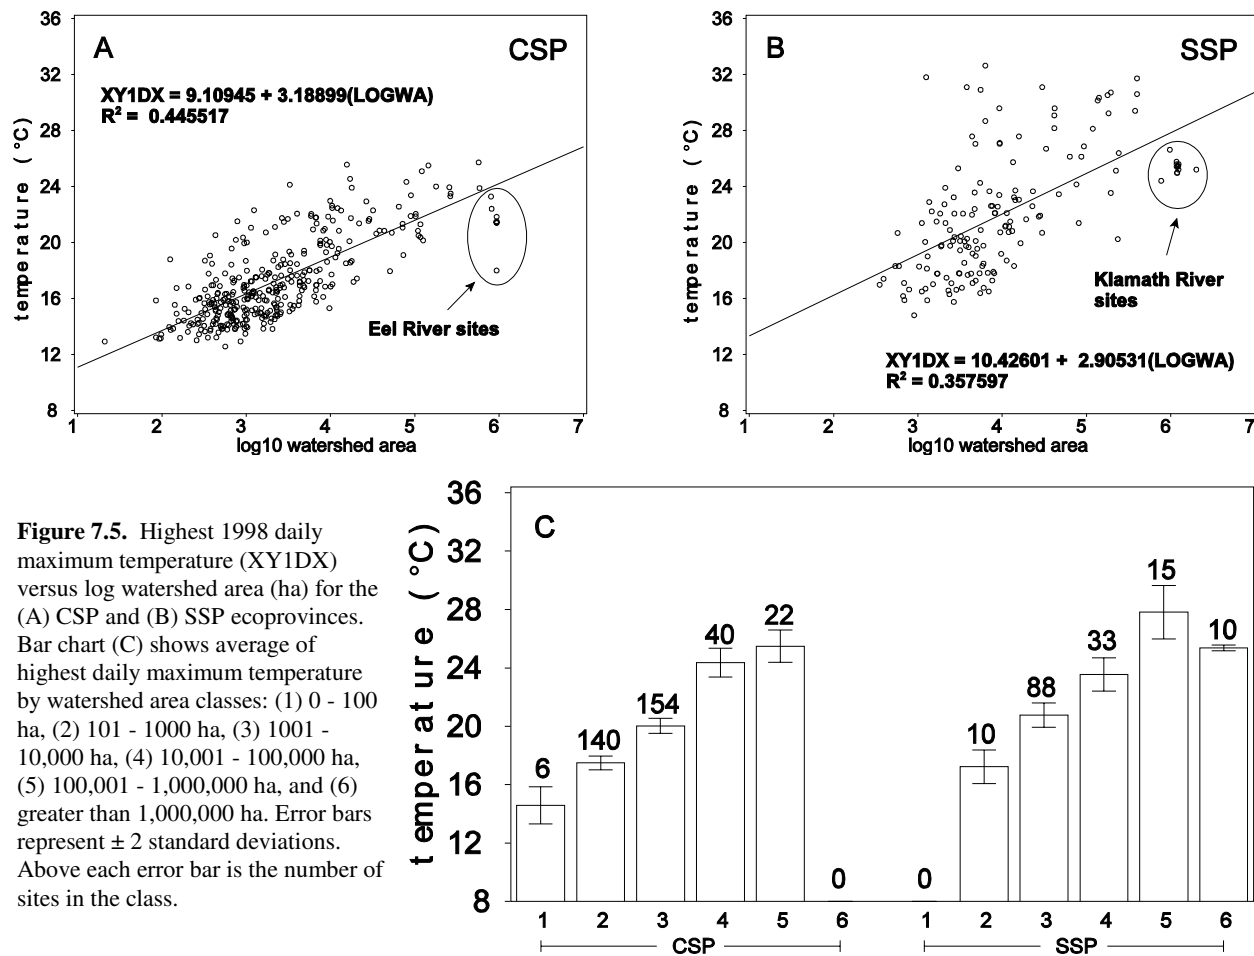 A
CSP
XY1DX = 9.10945 + 3.18899(LOGWA)
R² = 0.445517
Eel River sites
temperature (°C)
36
32
28
24
20
16
12
8
1 2 3 4 5 6 7
log10 watershed area
B
SSP
Klamath River
sites
XY1DX = 10.42601 + 2.90531(LOGWA)
R² = 0.357597
temperature (°C)
36
32
28
24
20
16
12
8
1 2 3 4 5 6 7
log10 watershed area
Figure 7.5. Highest 1998 daily
maximum temperature (XY1DX)
versus log watershed area (ha) for the
(A) CSP and (B) SSP ecoprovinces.
Bar chart (C) shows average of
highest daily maximum temperature
by watershed area classes: (1) 0 - 100
ha, (2) 101 - 1000 ha, (3) 1001 -
10,000 ha, (4) 10,001 - 100,000 ha,
(5) 100,001 - 1,000,000 ha, and (6)
greater than 1,000,000 ha. Error bars
represent ± 2 standard deviations.
Above each error bar is the number of
sites in the class.
C
temperature (°C)
36
32
28
24
20
16
12
8
6 140 154 40 22 0 0 10 88 33 15 10
1 2 3 4 5 6 1 2 3 4 5 6
CSP SSP